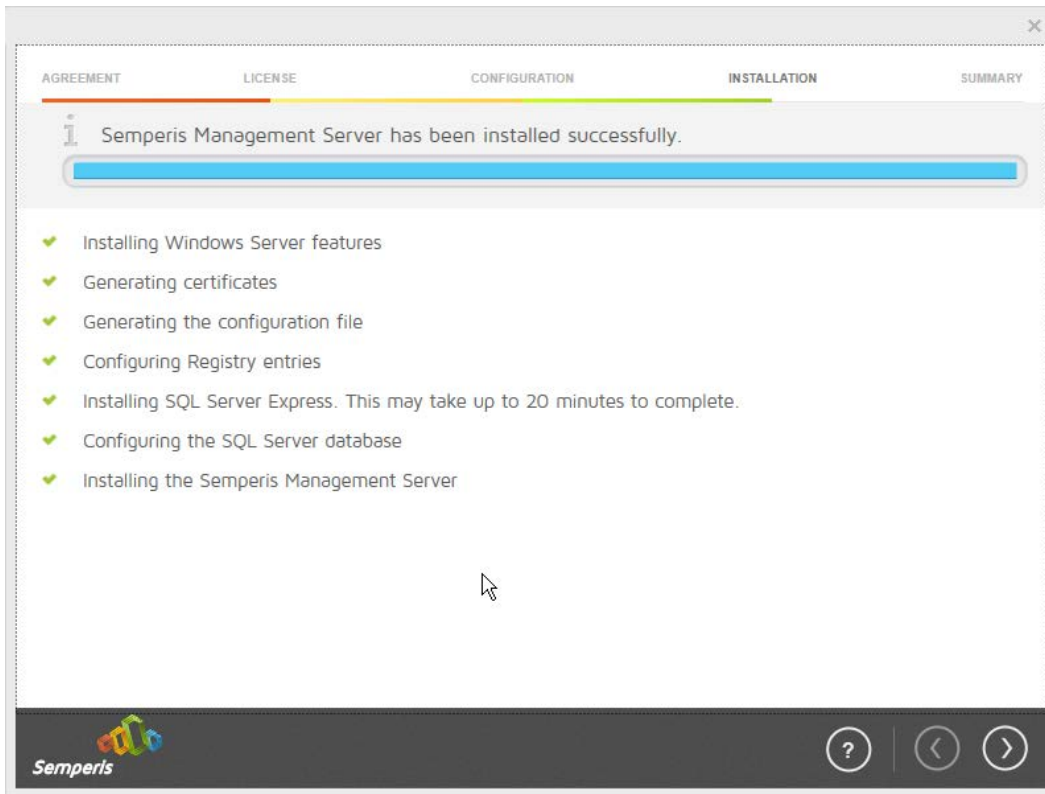 AGREEMENT LICENSE CONFIGURATION INSTALLATION SUMMARY
Semperis Management Server has been installed successfully.
Installing Windows Server features
Generating certificates
Generating the configuration file
Configuring Registry entries
Installing SQL Server Express. This may take up to 20 minutes to complete.
Configuring the SQL Server database
Installing the Semperis Management Server
Semperis
?